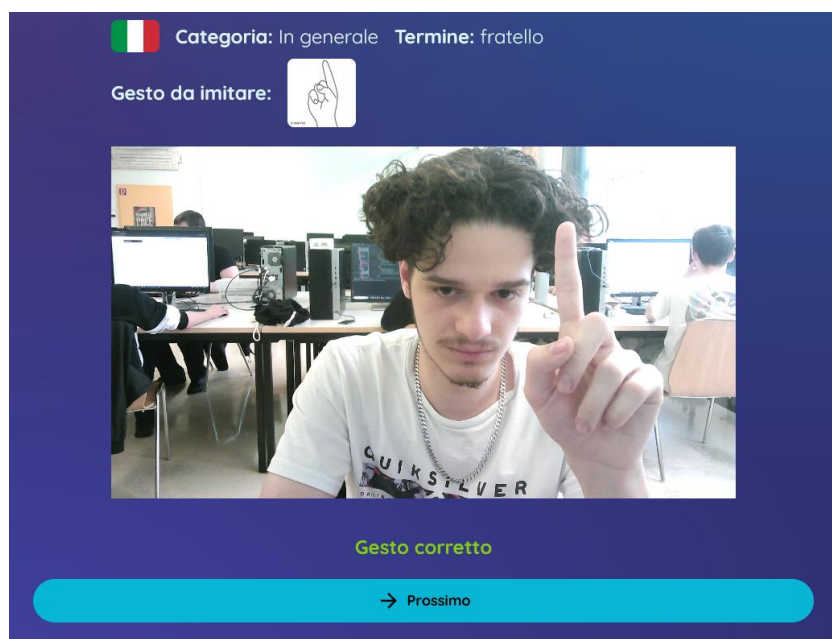 Categoria: In generale Termine: fratello
Gesto da imitare:
QUIKSILVER
Gesto corretto
→ Prossimo